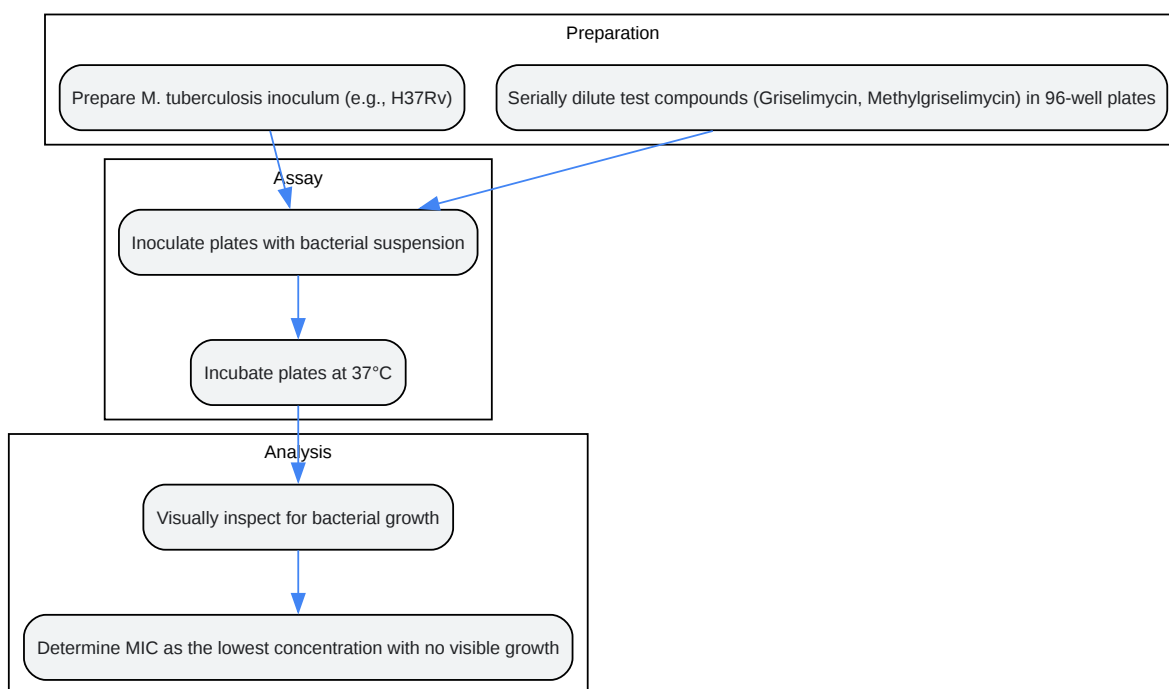 Preparation
Prepare M. tuberculosis inoculum (e.g., H37Rv)
Serially dilute test compounds (Griselimycin, Methylgriselimycin) in 96-well plates
Assay
Inoculate plates with bacterial suspension
Incubate plates at 37°C
Analysis
Visually inspect for bacterial growth
Determine MIC as the lowest concentration with no visible growth